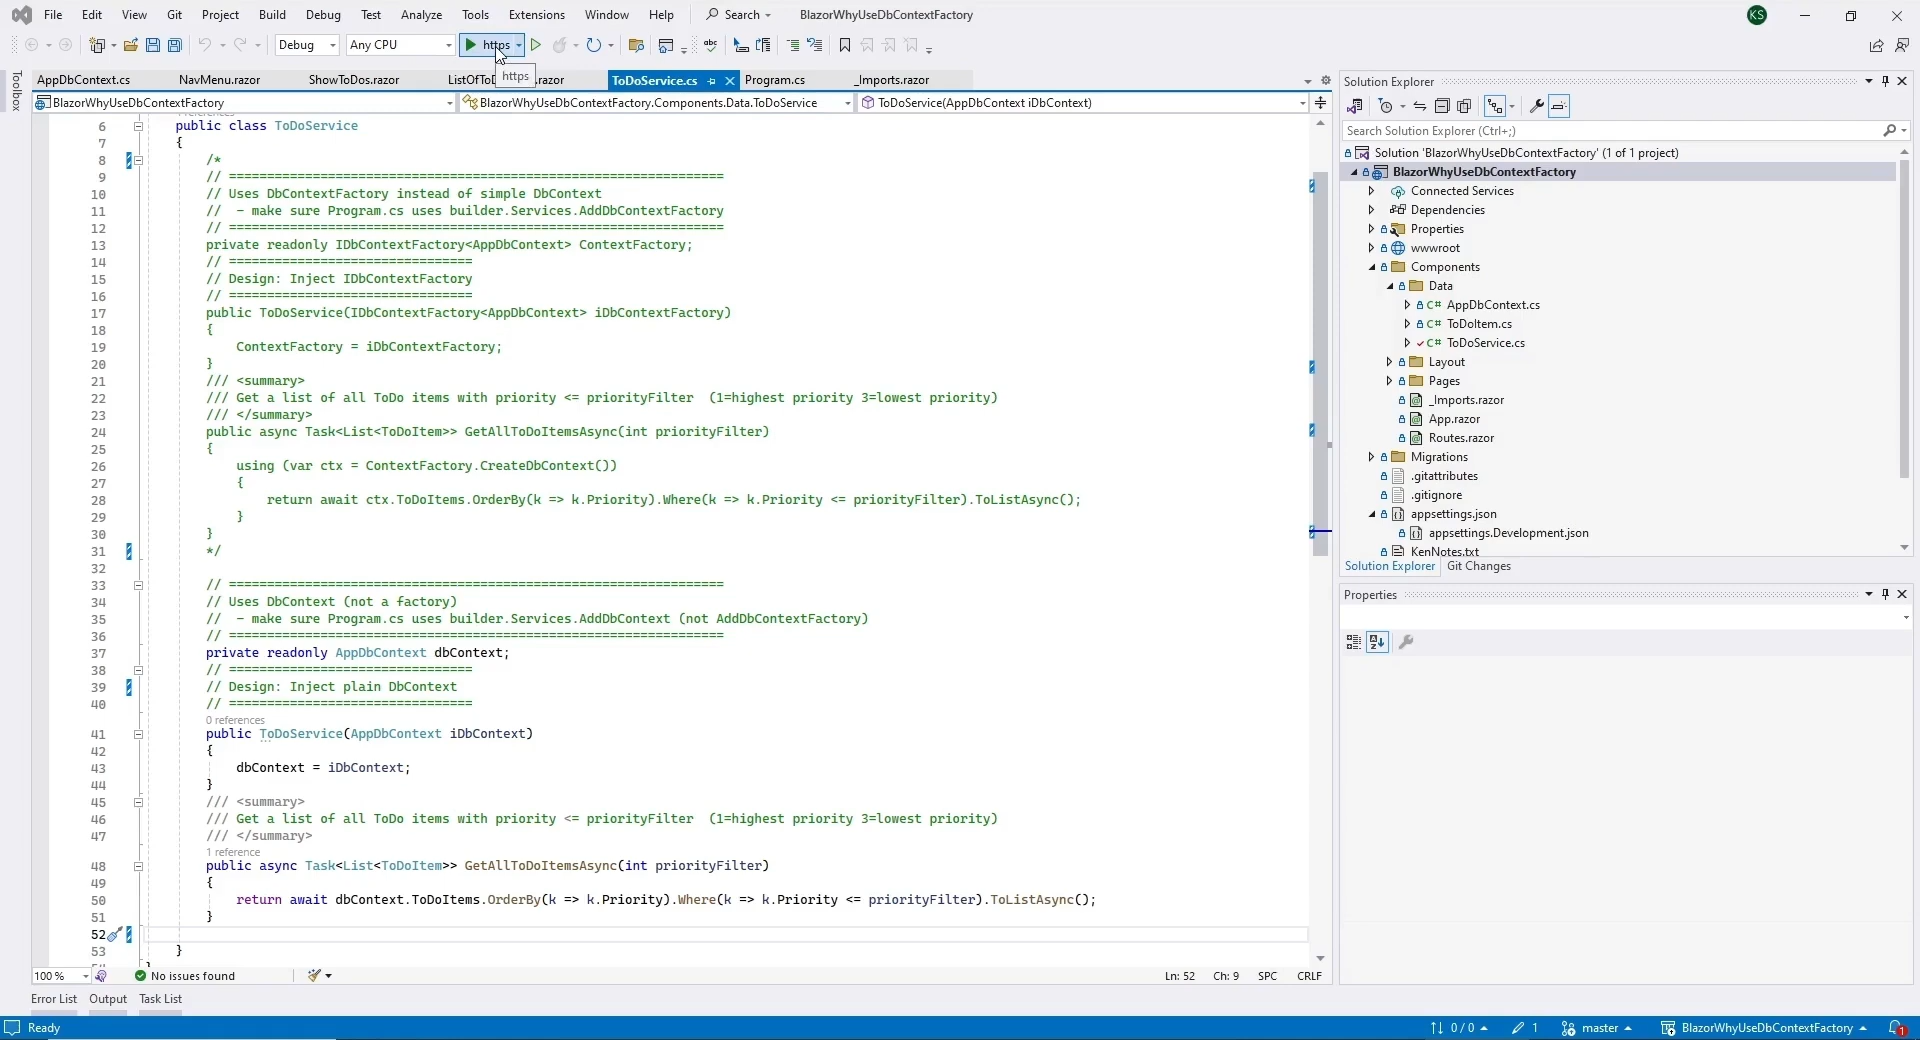 File Edit View Git Project Build Debug Test Analyze Tools Extensions Window Help Search BlazorWhyUseDbContextFactory KS
Debug Any CPU https
https
AppDbContext.cs NavMenu.razor ShowToDos.razor .razor ToDoService.cs Program.cs _Imports.razor
Toolbox
BlazorWhyUseDbContextFactory BlazorWhyUseDbContextFactory.Components.Data.ToDoService ToDoService(AppDbContext iDbContext)
6 public class ToDoService
7 {
8 /*
9 // =================================================================
10 // Uses DbContextFactory instead of simple DbContext
11 //  - make sure Program.cs uses builder.Services.AddDbContextFactory
12 // =================================================================
13 private readonly IDbContextFactory<AppDbContext> ContextFactory;
14 // ================================
15 // Design: Inject IDbContextFactory
16 // ================================
17 public ToDoService(IDbContextFactory<AppDbContext> iDbContextFactory)
18 {
19 ContextFactory = iDbContextFactory;
20 }
21 /// <summary>
22 /// Get a list of all ToDo items with priority <= priorityFilter  (1=highest priority 3=lowest priority)
23 /// </summary>
24 public async Task<List<ToDoItem>> GetAllToDoItemsAsync(int priorityFilter)
25 {
26 using (var ctx = ContextFactory.CreateDbContext())
27 {
28 return await ctx.ToDoItems.OrderBy(k => k.Priority).Where(k => k.Priority <= priorityFilter).ToListAsync();
29 }
30 }
31 */
32
33 // =================================================================
34 // Uses DbContext (not a factory)
35 //  - make sure Program.cs uses builder.Services.AddDbContext (not AddDbContextFactory)
36 // =================================================================
37 private readonly AppDbContext dbContext;
38 // ================================
39 // Design: Inject plain DbContext
40 // ================================
0 references
41 public ToDoService(AppDbContext iDbContext)
42 {
43 dbContext = iDbContext;
44 }
45 /// <summary>
46 /// Get a list of all ToDo items with priority <= priorityFilter  (1=highest priority 3=lowest priority)
47 /// </summary>
1 reference
48 public async Task<List<ToDoItem>> GetAllToDoItemsAsync(int priorityFilter)
49 {
50 return await dbContext.ToDoItems.OrderBy(k => k.Priority).Where(k => k.Priority <= priorityFilter).ToListAsync();
51 }
52
53 }
100 % No issues found Ln: 52 Ch: 9 SPC CRLF
Error List Output Task List
Solution Explorer
Search Solution Explorer (Ctrl+;)
Solution 'BlazorWhyUseDbContextFactory' (1 of 1 project)
BlazorWhyUseDbContextFactory
Connected Services
Dependencies
Properties
wwwroot
Components
Data
C# AppDbContext.cs
C# ToDoItem.cs
C# ToDoService.cs
Layout
Pages
_Imports.razor
App.razor
Routes.razor
Migrations
.gitattributes
.gitignore
appsettings.json
appsettings.Development.json
KenNotes.txt
Solution Explorer Git Changes
Properties
Ready 0 / 0 1 master BlazorWhyUseDbContextFactory 1